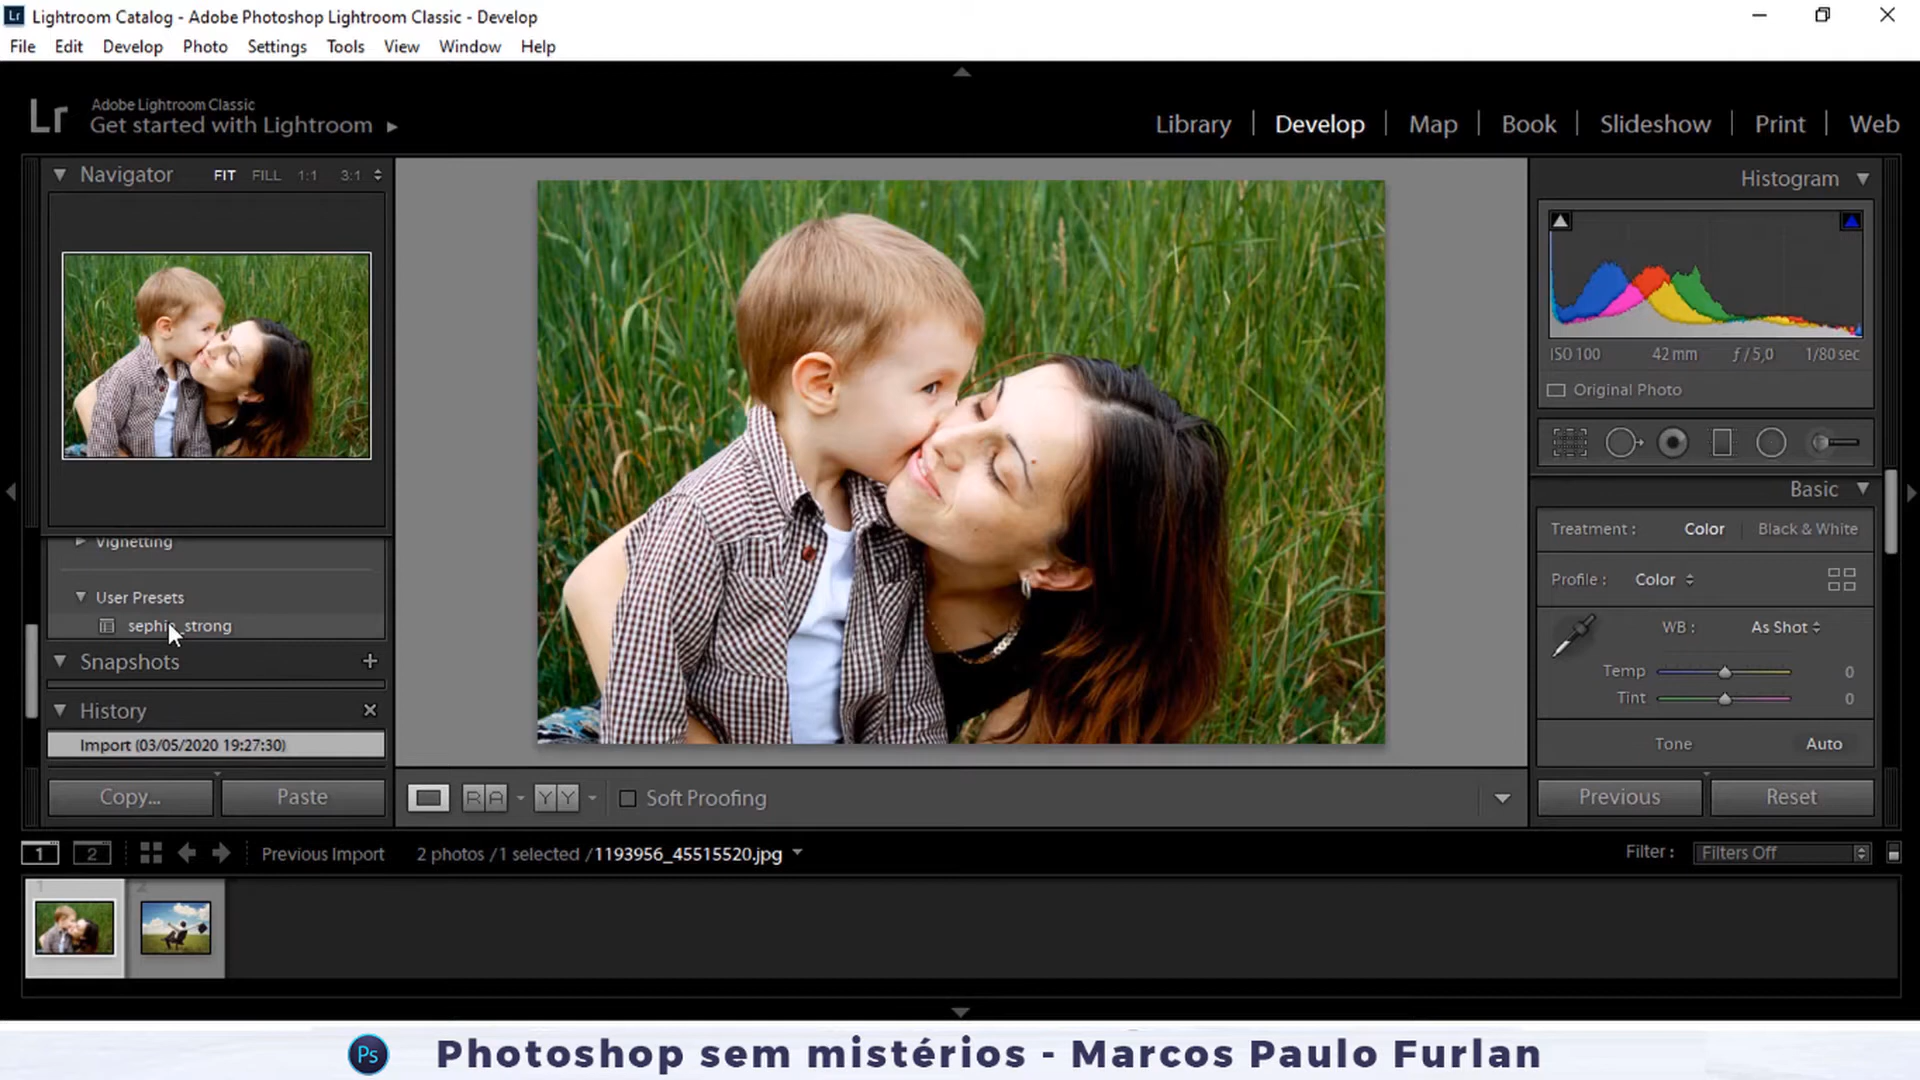 Lr Lightroom Catalog - Adobe Photoshop Lightroom Classic - Develop
File Edit Develop Photo Settings Tools View Window Help
Lr Adobe Lightroom Classic
Get started with Lightroom
Library | Develop | Map | Book | Slideshow | Print | Web
Navigator FIT FILL 1:1 3:1
Histogram
ISO 100 42 mm ƒ / 5,0 1/80 sec
Original Photo
Basic
Treatment : Color Black & White
Profile : Color
WB : As Shot
Temp 0
Tint 0
Tone Auto
Previous Reset
Vignetting
User Presets
sephia_strong
Snapshots +
History
Import (03/05/2020 19:27:30)
Copy... Paste
R A Y Y Soft Proofing
1 2 Previous Import 2 photos / 1 selected / 1193956_45515520.jpg Filter : Filters Off
1 2
Ps Photoshop sem mistérios - Marcos Paulo Furlan